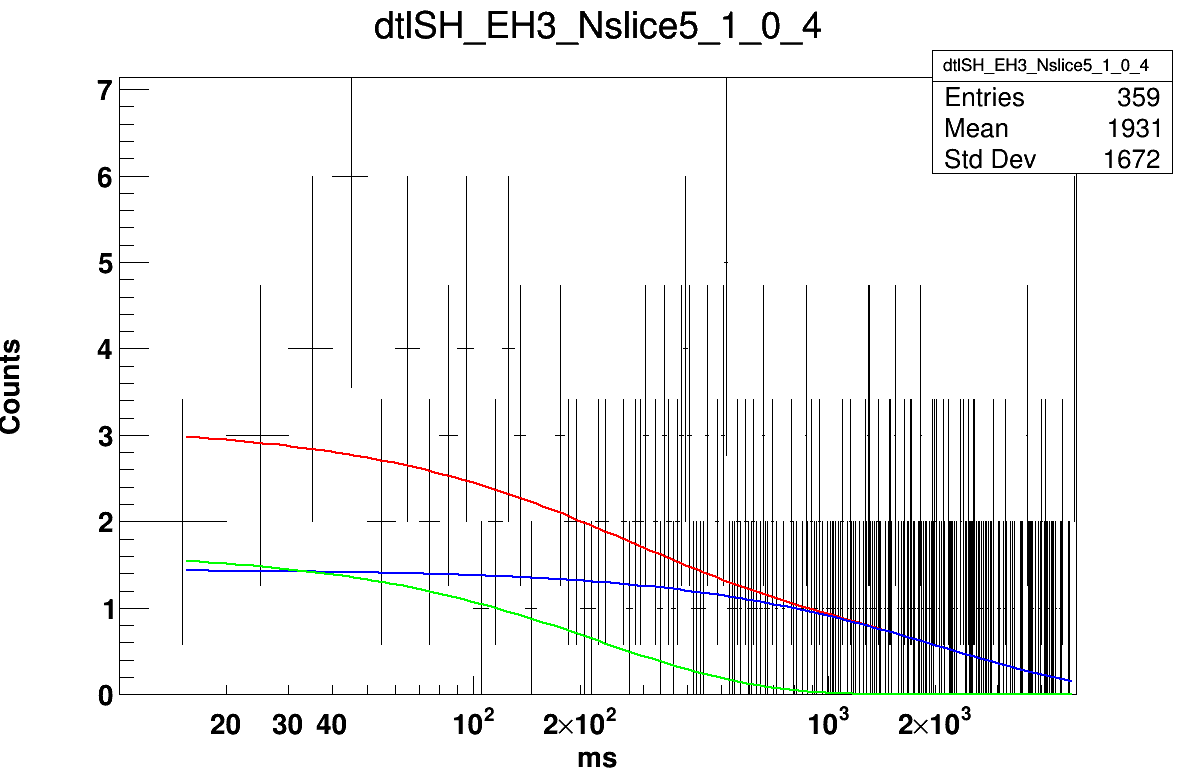 dtlSH_EH3_Nslice5_1_0_4
dtlSH_EH3_Nslice5_1_0_4
Entries 359
Mean 1931
Std Dev 1672
7
6
5
4
3
2
1
0
Counts
20 30 40 10² 2×10² 10³ 2×10³
ms